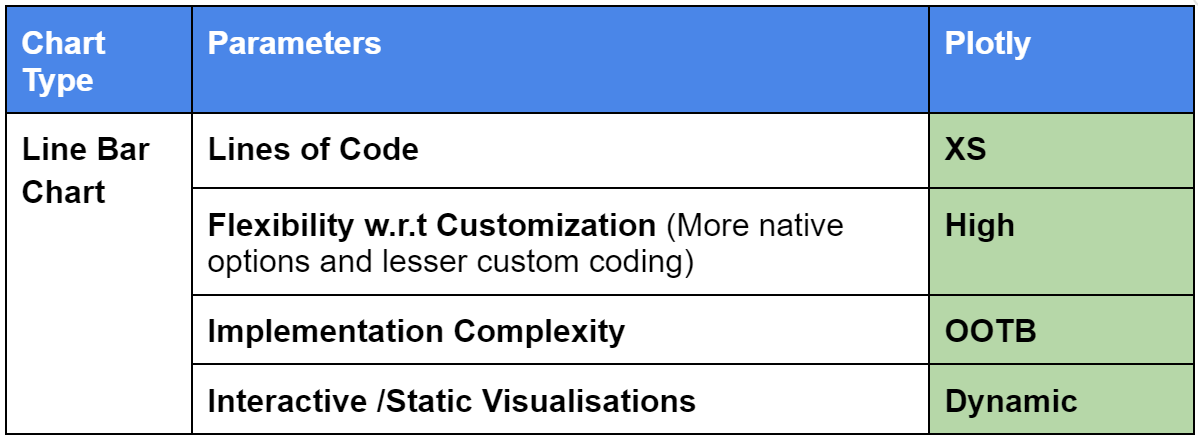 Chart
Type
Parameters
Plotly
Line Bar
Chart
Lines of Code
XS
Flexibility w.r.t Customization (More native
options and lesser custom coding)
High
Implementation Complexity
OOTB
Interactive /Static Visualisations
Dynamic